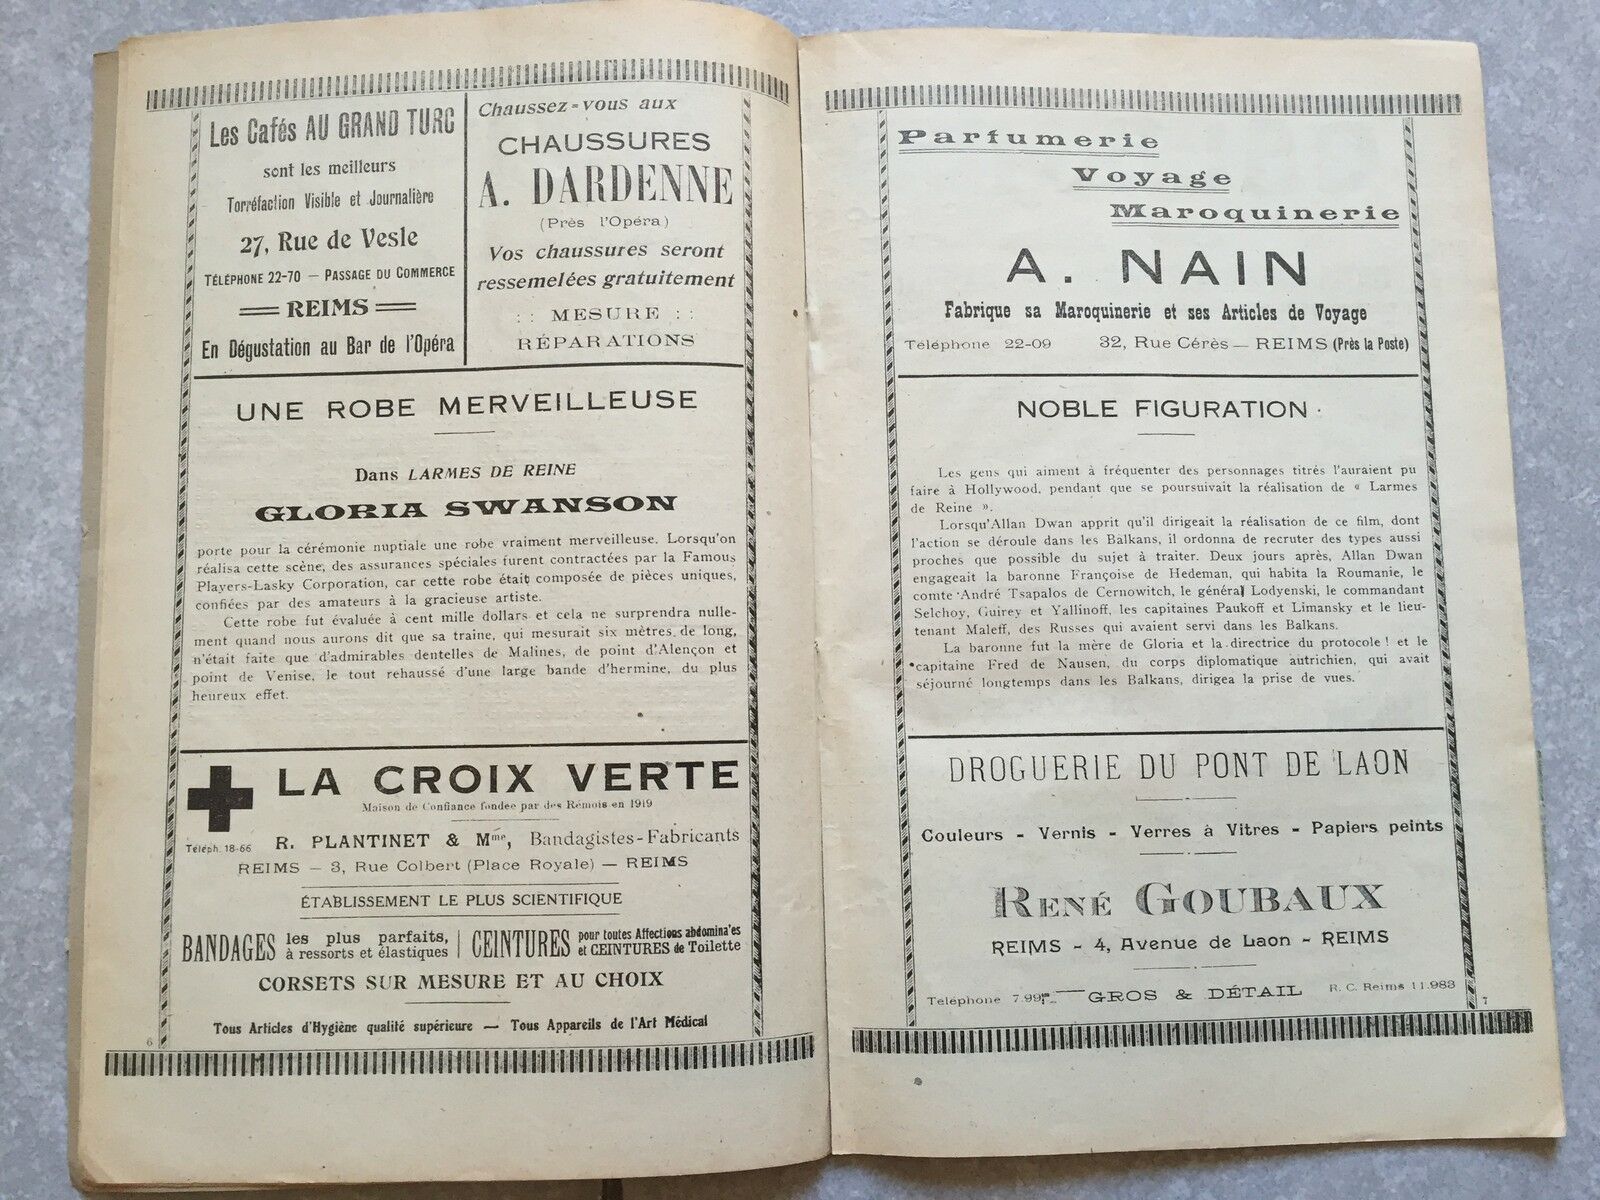 Les Cafés AU GRAND TURC
sont les meilleurs
Torréfaction Visible et Journalière
27, Rue de Vesle
TÉLÉPHONE 22-70 — PASSAGE DU COMMERCE
REIMS
En Dégustation au Bar de l'Opéra
Chaussez-vous aux
CHAUSSURES
A. DARDENNE
(Près l'Opéra)
Vos chaussures seront
ressemelées gratuitement
:: MESURE ::
RÉPARATIONS
UNE ROBE MERVEILLEUSE
Dans LARMES DE REINE
GLORIA SWANSON
porte pour la cérémonie nuptiale une robe vraiment merveilleuse. Lorsqu'on
réalisa cette scène, des assurances spéciales furent contractées par la Famous
Players-Lasky Corporation, car cette robe était composée de pièces uniques,
confiées par des amateurs à la gracieuse artiste.
Cette robe fut évaluée à cent mille dollars et cela ne surprendra nulle-
ment quand nous aurons dit que sa traine, qui mesurait six mètres de long,
n'était faite que d'admirables dentelles de Malines, de point d'Alençon et
point de Venise, le tout rehaussé d'une large bande d'hermine, du plus
heureux effet.
LA CROIX VERTE
Maison de Confiance fondee par des Rémois en 1919
Téléph. 18-66
R. PLANTINET & Mme, Bandagistes-Fabricants
REIMS — 3, Rue Colbert (Place Royale) — REIMS
ÉTABLISSEMENT LE PLUS SCIENTIFIQUE
BANDAGES les plus parfaits, à ressorts et élastiques | CEINTURES pour toutes Affections abdomina'es et CEINTURES de Toilette
CORSETS SUR MESURE ET AU CHOIX
Tous Articles d'Hygiène qualité supérieure — Tous Appareils de l'Art Médical
6
Parfumerie
Voyage
Maroquinerie
A. NAIN
Fabrique sa Maroquinerie et ses Articles de Voyage
Téléphone 22-09 32, Rue Cérès — REIMS (Près la Poste)
NOBLE FIGURATION
Les gens qui aiment à fréquenter des personnages titrés l'auraient pu
faire à Hollywood, pendant que se poursuivait la réalisation de « Larmes
de Reine ».
Lorsqu'Allan Dwan apprit qu'il dirigeait la réalisation de ce film, dont
l'action se déroule dans les Balkans, il ordonna de recruter des types aussi
proches que possible du sujet à traiter. Deux jours après, Allan Dwan
engageait la baronne Françoise de Hedeman, qui habita la Roumanie, le
comte André Tsapalos de Cernowitch, le général Lodyenski, le commandant
Selchoy, Guirey et Yallinoff, les capitaines Paukoff et Limansky et le lieu-
tenant Maleff, des Russes qui avaient servi dans les Balkans.
La baronne fut la mère de Gloria et la directrice du protocole ! et le
capitaine Fred de Nausen, du corps diplomatique autrichien, qui avait
séjourné longtemps dans les Balkans, dirigea la prise de vues.
DROGUERIE DU PONT DE LAON
Couleurs - Vernis - Verres à Vitres - Papiers peints
RENÉ GOUBAUX
REIMS - 4, Avenue de Laon - REIMS
Téléphone 7.99 — GROS & DÉTAIL R. C. Reims 11.983
7